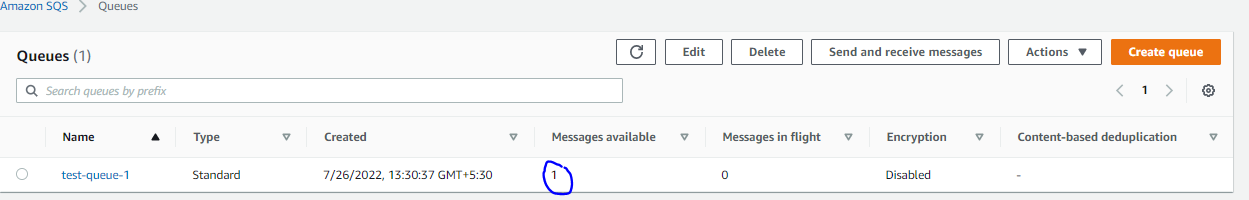 Amazon SQS > Queues
Queues (1) Edit Delete Send and receive messages Actions Create queue
Search queues by prefix 1
Name Type Created Messages available Messages in flight Encryption Content-based deduplication
test-queue-1 Standard 7/26/2022, 13:30:37 GMT+5:30 1 0 Disabled -